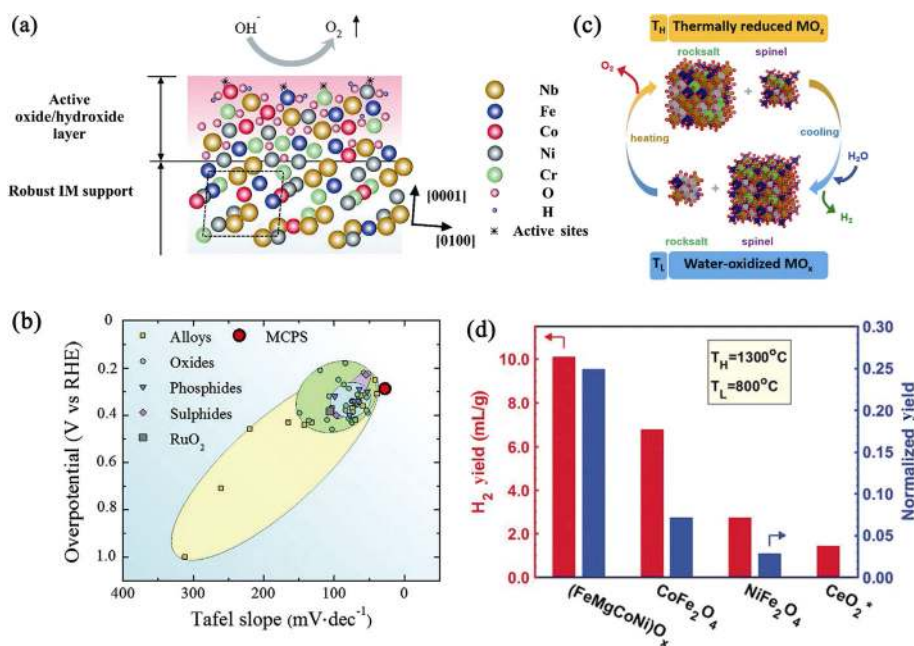 (a)
OH⁻
O₂ ↑
Active
oxide/hydroxide
layer
Robust IM support
[0001]
[0100]
Nb
Fe
Co
Ni
Cr
O
H
Active sites
(b)
Alloys
MCPS
Oxides
Phosphides
Sulphides
RuO₂
Overpotential (V vs RHE)
0
0.2
0.4
0.6
0.8
1.0
400
300
200
100
0
Tafel slope (mV·dec⁻¹)
(c)
T_H Thermally reduced MO_z
rocksalt
spinel
O₂
+
heating
cooling
H₂O
H₂
+
rocksalt
spinel
T_L Water-oxidized MOₓ
(d)
H₂ yield (mL/g)
10.0
8.0
6.0
4.0
2.0
0.0
T_H=1300°C
T_L=800°C
0.30
0.25
0.20
0.15
0.10
0.05
0.00
Normalized yield
(FeMgCoNi)Oₓ
CoFe₂O₄
NiFe₂O₄
CeO₂*